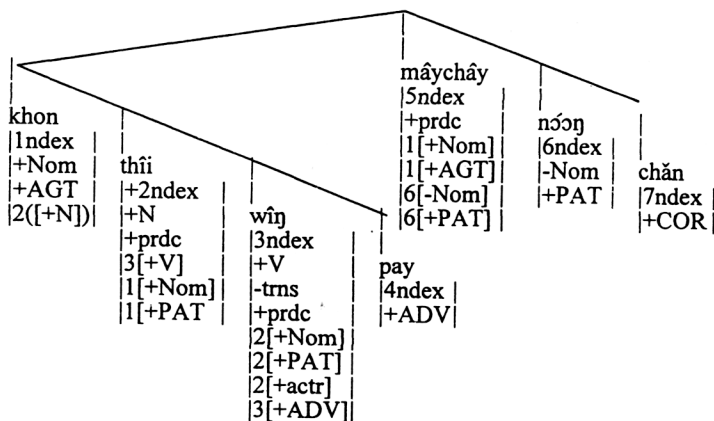 khon
|1ndex |
|+Nom |
|+AGT |
|2([+N])|
thîi
|+2ndex |
|+N |
|+prdc |
|3[+V] |
|1[+Nom] |
|1[+PAT |
wîŋ
|3ndex |
|+V |
|-trns |
|+prdc |
|2[+Nom] |
|2[+PAT] |
|2[+actr] |
|3[+ADV]|
pay
|4ndex |
|+ADV|
mâychây
|5ndex |
|+prdc |
|1[+Nom] |
|1[+AGT] |
|6[-Nom] |
|6[+PAT] |
nɔ́ɔŋ
|6ndex |
|-Nom |
|+PAT |
chǎn
|7ndex |
|+COR |